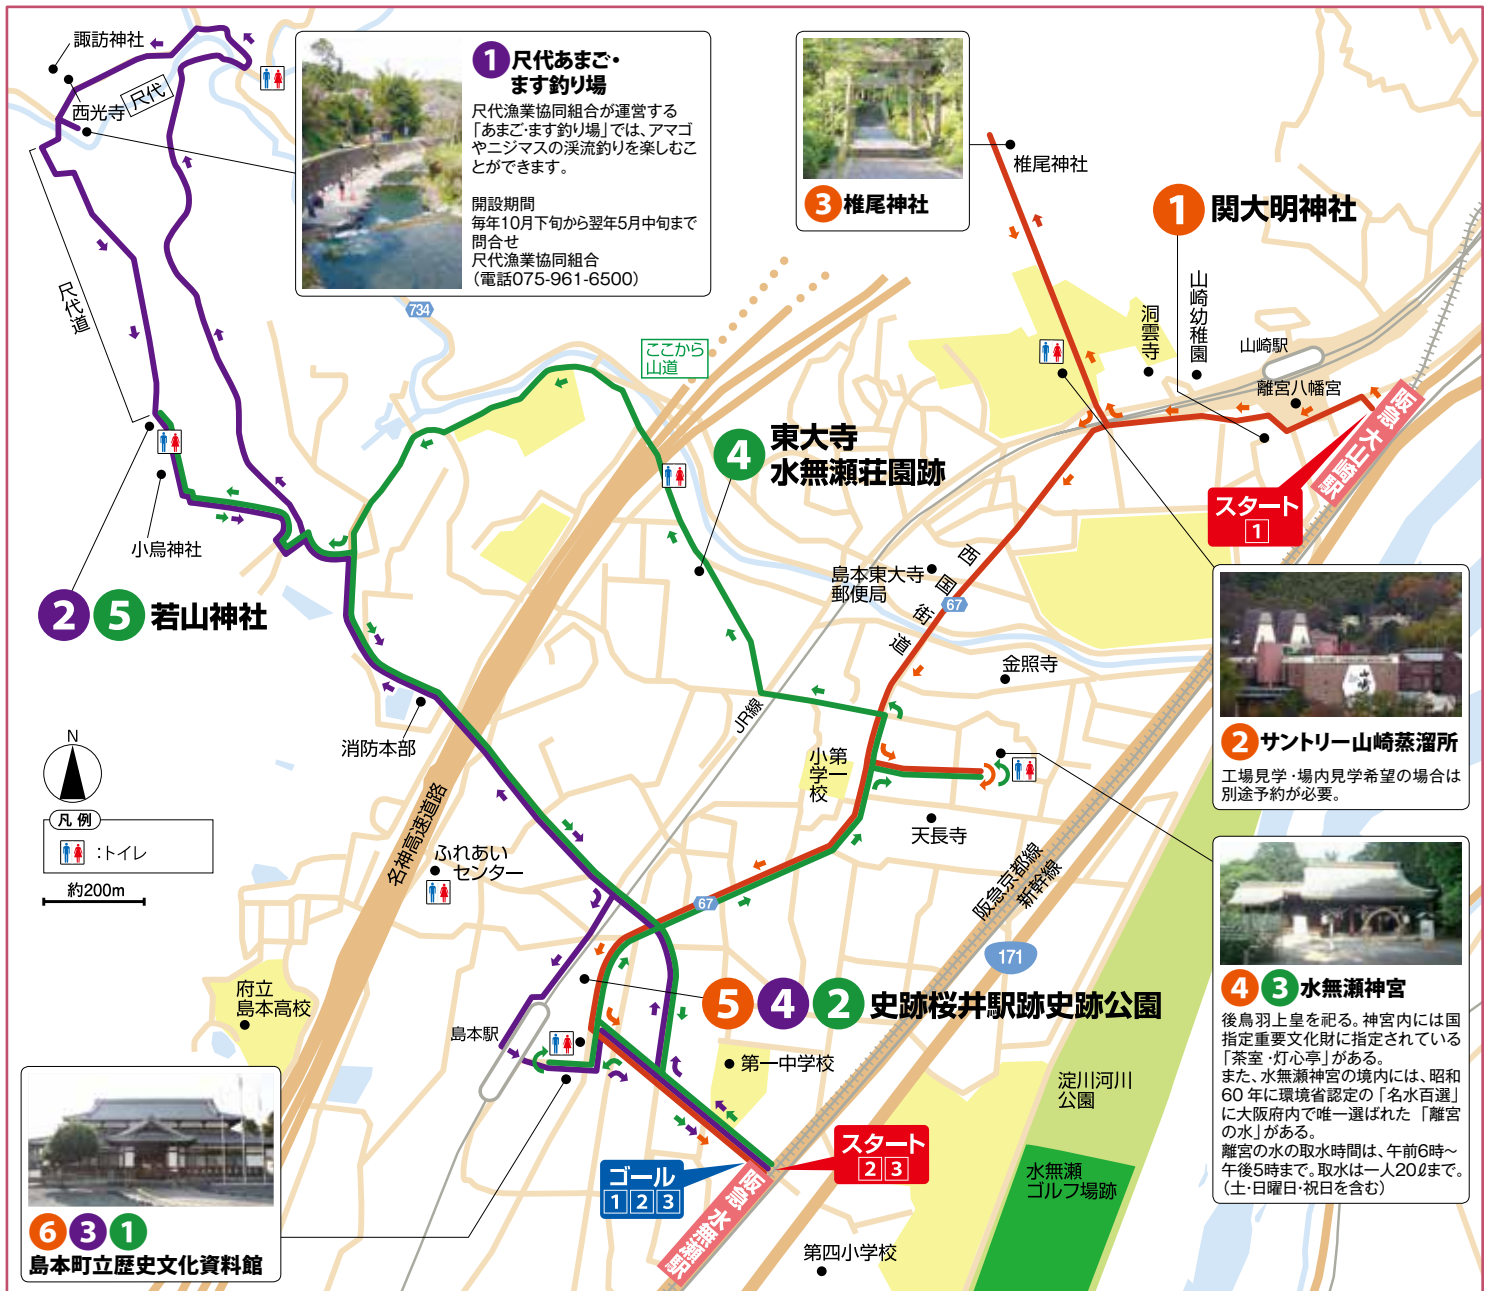 諏訪神社
西光寺
尺代
1 尺代あまご・
ます釣り場
尺代漁業協同組合が運営する
「あまご・ます釣り場」では、アマゴ
やニジマスの渓流釣りを楽しむこ
とができます。
開設期間
毎年10月下旬から翌年5月中旬まで
問合せ
尺代漁業協同組合
（電話075-961-6500）
3 椎尾神社
椎尾神社
1 関大明神社
山崎幼稚園
洞雲寺
山崎駅
離宮八幡宮
阪急 大山崎駅
スタート
1
尺代道
734
ここから
山道
4 東大寺
水無瀬荘園跡
小烏神社
2 5 若山神社
島本東大寺
郵便局
西国街道
67
金照寺
2 サントリー山崎蒸溜所
工場見学・場内見学希望の場合は
別途予約が必要。
消防本部
JR線
第一
小学校
天長寺
N
凡例
：トイレ
約200m
名神高速道路
ふれあい
センター
67
阪急京都線
新幹線
171
4 3 水無瀬神宮
後鳥羽上皇を祀る。神宮内には国
指定重要文化財に指定されている
「茶室・灯心亭」がある。
また、水無瀬神宮の境内には、昭和
60年に環境省認定の「名水百選」
に大阪府内で唯一選ばれた「離宮
の水」がある。
離宮の水の取水時間は、午前6時～
午後5時まで。取水は一人20ℓまで。
（土・日曜日・祝日を含む）
府立
島本高校
島本駅
5 4 2 史跡桜井駅跡史跡公園
第一中学校
淀川河川
公園
スタート
2 3
ゴール
1 2 3
阪急 水無瀬駅
水無瀬
ゴルフ場跡
第四小学校
6 3 1
島本町立歴史文化資料館